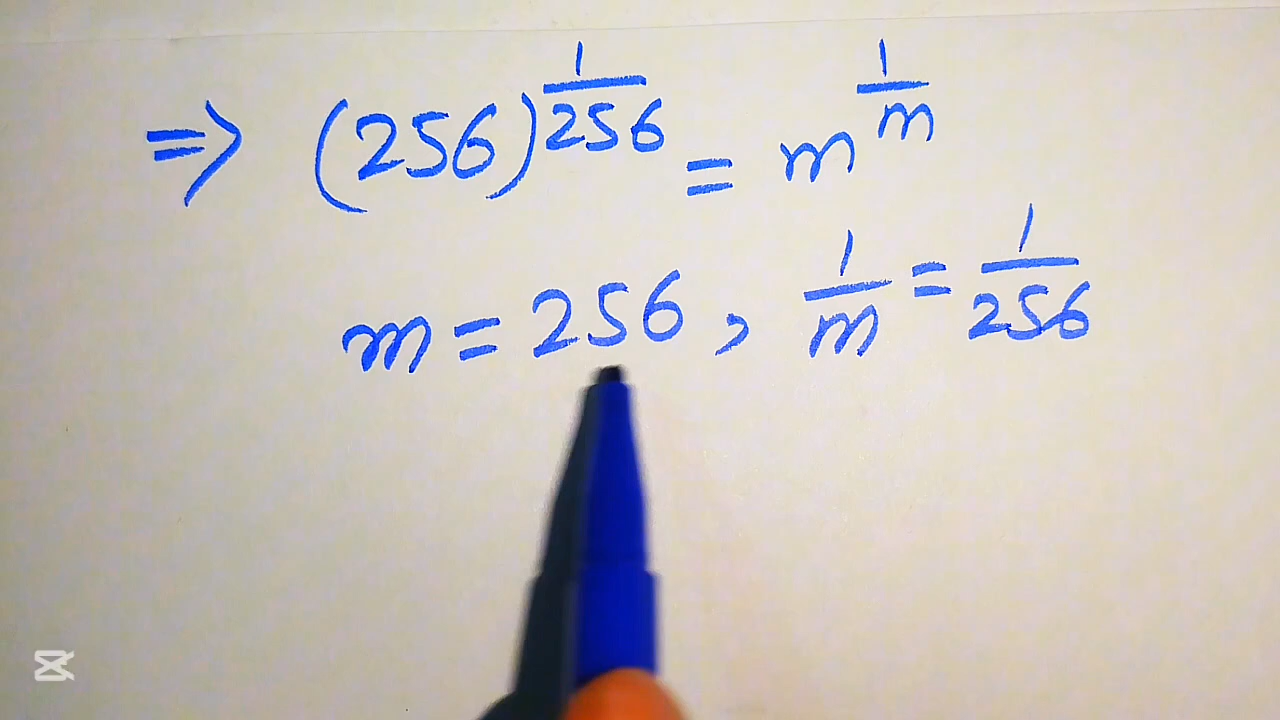 ⇒ (256)^(1/256) = m^(1/m)
m = 256, 1/m = 1/256